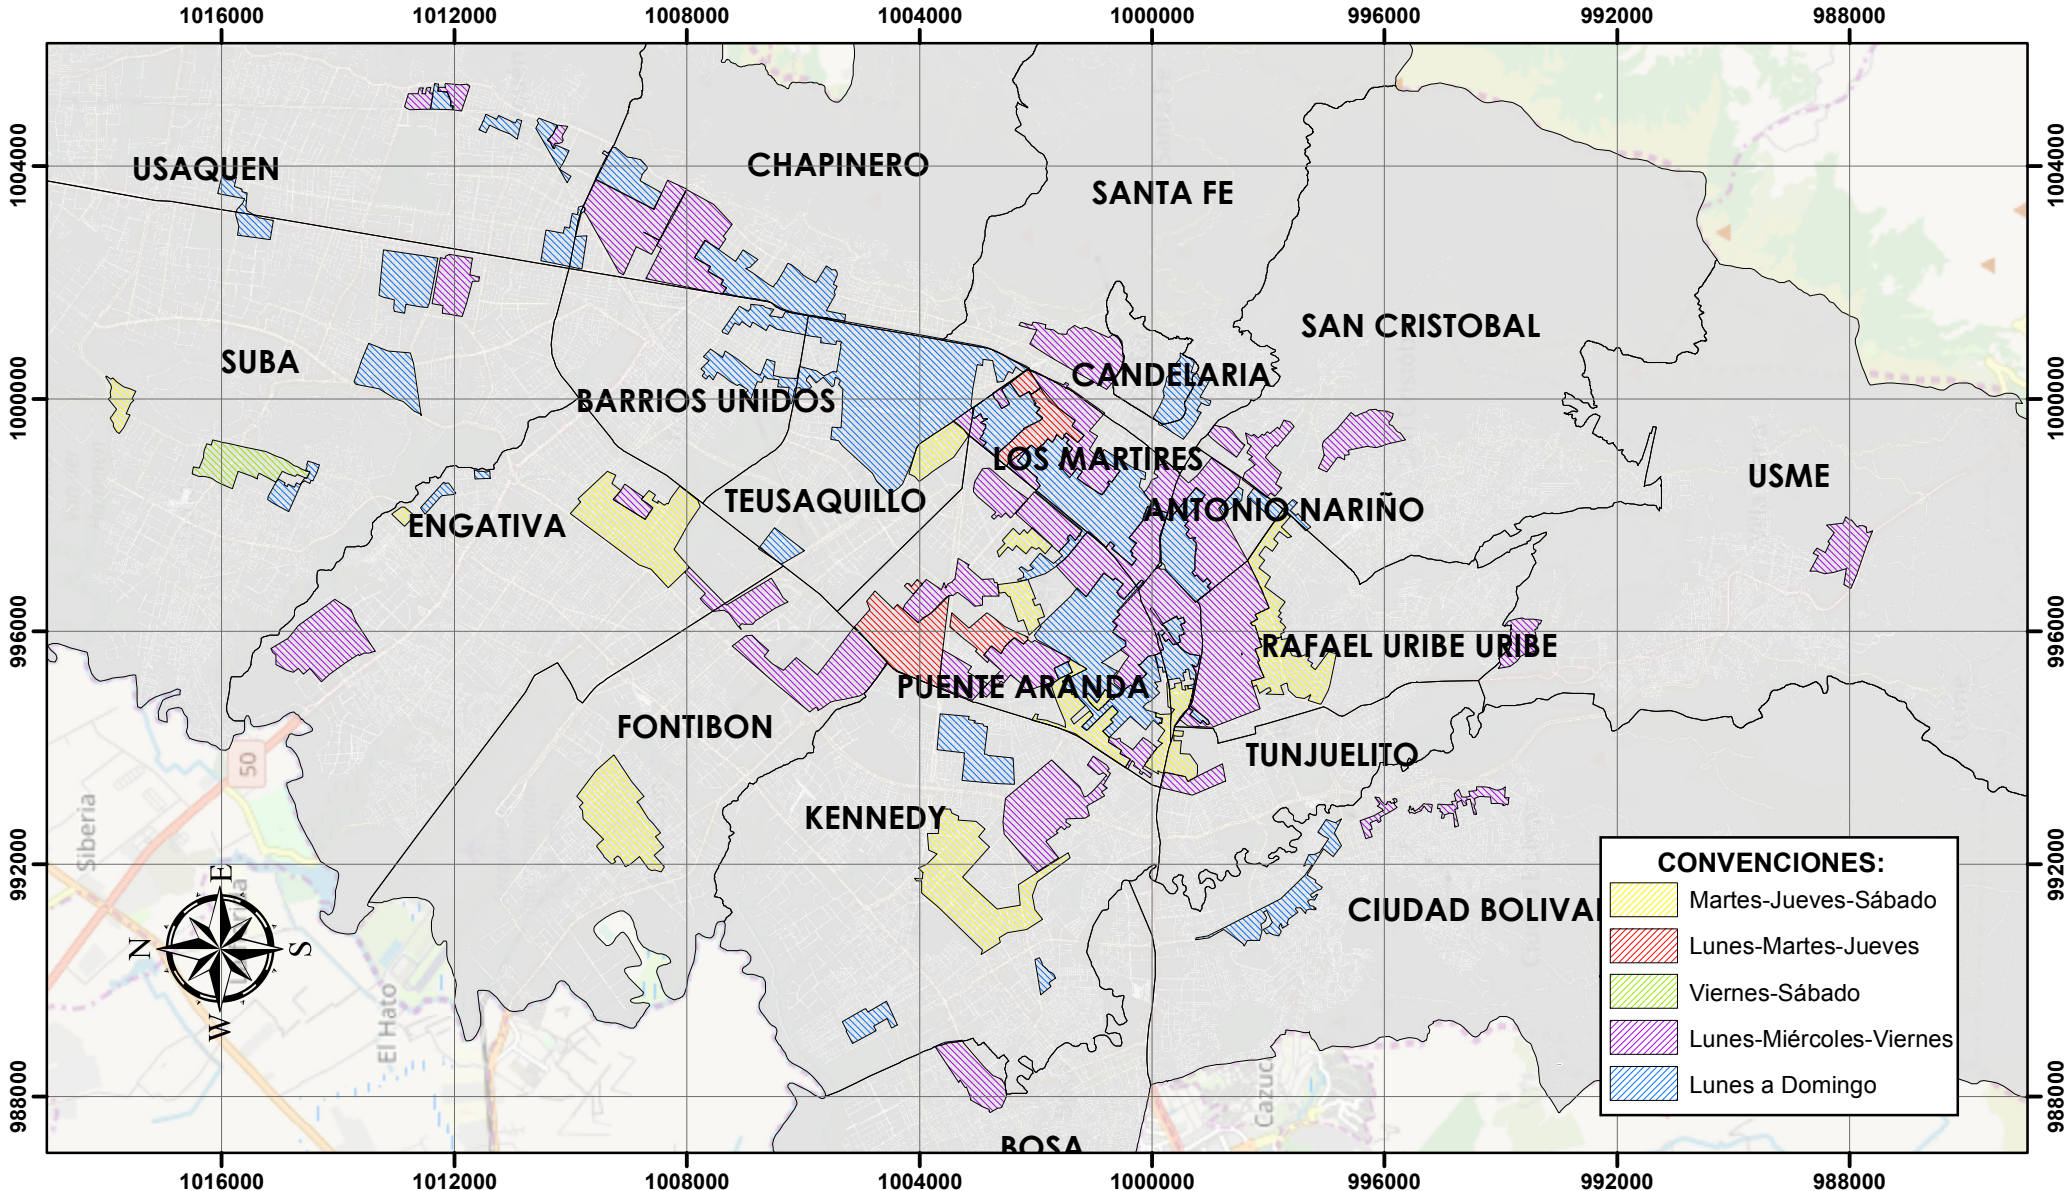 1016000 1012000 1008000 1004000 1000000 996000 992000 988000
1004000
1004000
USAQUEN
CHAPINERO
SANTA FE
SAN CRISTOBAL
SUBA
CANDELARIA
1000000
1000000
BARRIOS UNIDOS
LOS MARTIRES
USME
TEUSAQUILLO
ANTONIO NARIÑO
ENGATIVA
996000
996000
RAFAEL URIBE URIBE
PUENTE ARANDA
FONTIBON
TUNJUELITO
50
Siberia
KENNEDY
992000
992000
CIUDAD BOLIVA
E
N
S
W
El Hato
CONVENCIONES:
Martes-Jueves-Sábado
Lunes-Martes-Jueves
Viernes-Sábado
Lunes-Miércoles-Viernes
Lunes a Domingo
Cazuc
988000
988000
BOSA
1016000 1012000 1008000 1004000 1000000 996000 992000 988000